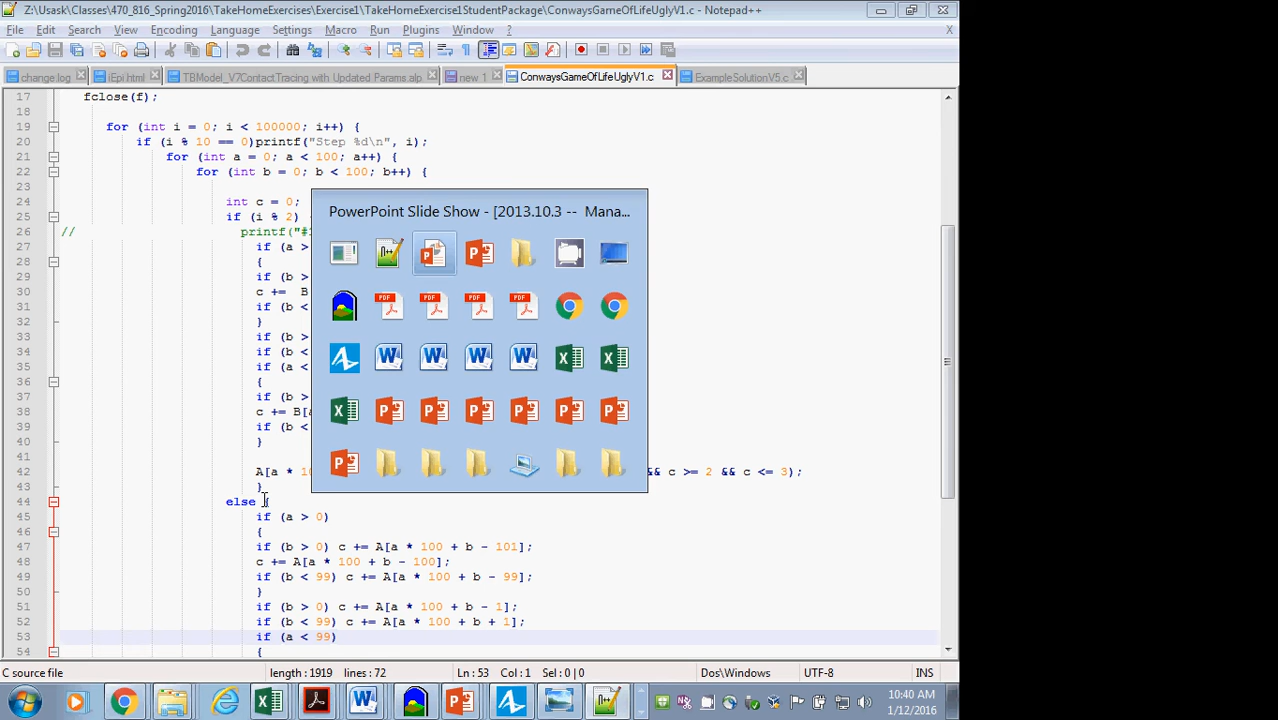 Z:\Usask\Classes\470_816_Spring2016\TakeHomeExercises\Exercise1\TakeHomeExercise1StudentPackage\ConwaysGameOfLifeUglyV1.c - Notepad++
File Edit Search View Encoding Language Settings Macro Run Plugins Window ? X
change.log iEpi.html TBModel_V7ContactTracing with Updated Params.alp new 1 ConwaysGameOfLifeUglyV1.c ExampleSolutionV5.c
17 fclose(f);
18
19 for (int i = 0; i < 100000; i++) {
20 if (i % 10 == 0)printf("Step %d\n", i);
21 for (int a = 0; a < 100; a++) {
22 for (int b = 0; b < 100; b++) {
23
24 int c = 0;
25 if (i % 2)
26 // printf("#
27 if (a >
28 {
29 if (b >
30 c += B
31 if (b <
32 }
33 if (b >
34 if (b <
35 if (a <
36 {
37 if (b >
38 c += B[a
39 if (b <
40 }
41
42 A[a * 10 && c >= 2 && c <= 3);
43 }
44 else {
45 if (a > 0)
46 {
47 if (b > 0) c += A[a * 100 + b - 101];
48 c += A[a * 100 + b - 100];
49 if (b < 99) c += A[a * 100 + b - 99];
50 }
51 if (b > 0) c += A[a * 100 + b - 1];
52 if (b < 99) c += A[a * 100 + b + 1];
53 if (a < 99)
54 {
PowerPoint Slide Show - [2013.10.3 -- Mana...
C source file length : 1919 lines : 72 Ln : 53 Col : 1 Sel : 0 | 0 Dos\Windows UTF-8 INS
10:40 AM
1/12/2016